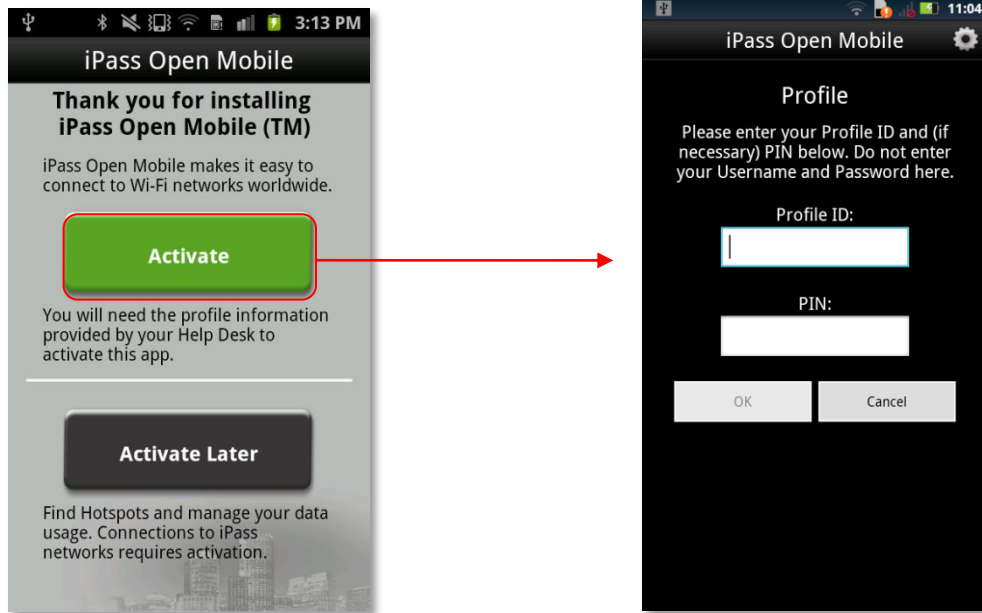 3:13 PM
iPass Open Mobile
Thank you for installing
iPass Open Mobile (TM)
iPass Open Mobile makes it easy to
connect to Wi-Fi networks worldwide.
Activate
You will need the profile information
provided by your Help Desk to
activate this app.
Activate Later
Find Hotspots and manage your data
usage. Connections to iPass
networks requires activation.
11:04
iPass Open Mobile
Profile
Please enter your Profile ID and (if
necessary) PIN below. Do not enter
your Username and Password here.
Profile ID:
PIN:
OK
Cancel